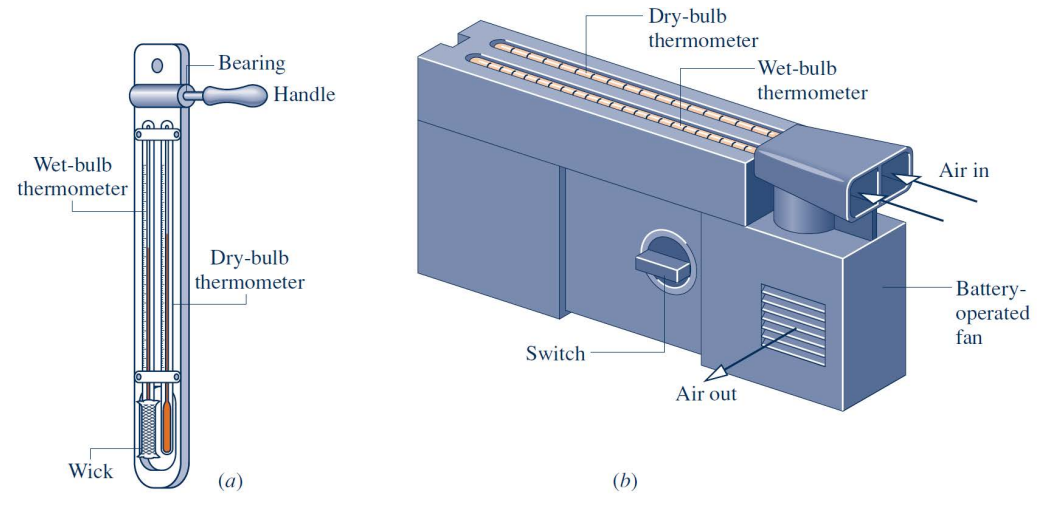 Bearing
Handle
Wet-bulb
thermometer
Dry-bulb
thermometer
Wick
(a)
Dry-bulb
thermometer
Wet-bulb
thermometer
Air in
Battery-
operated
fan
Switch
Air out
(b)